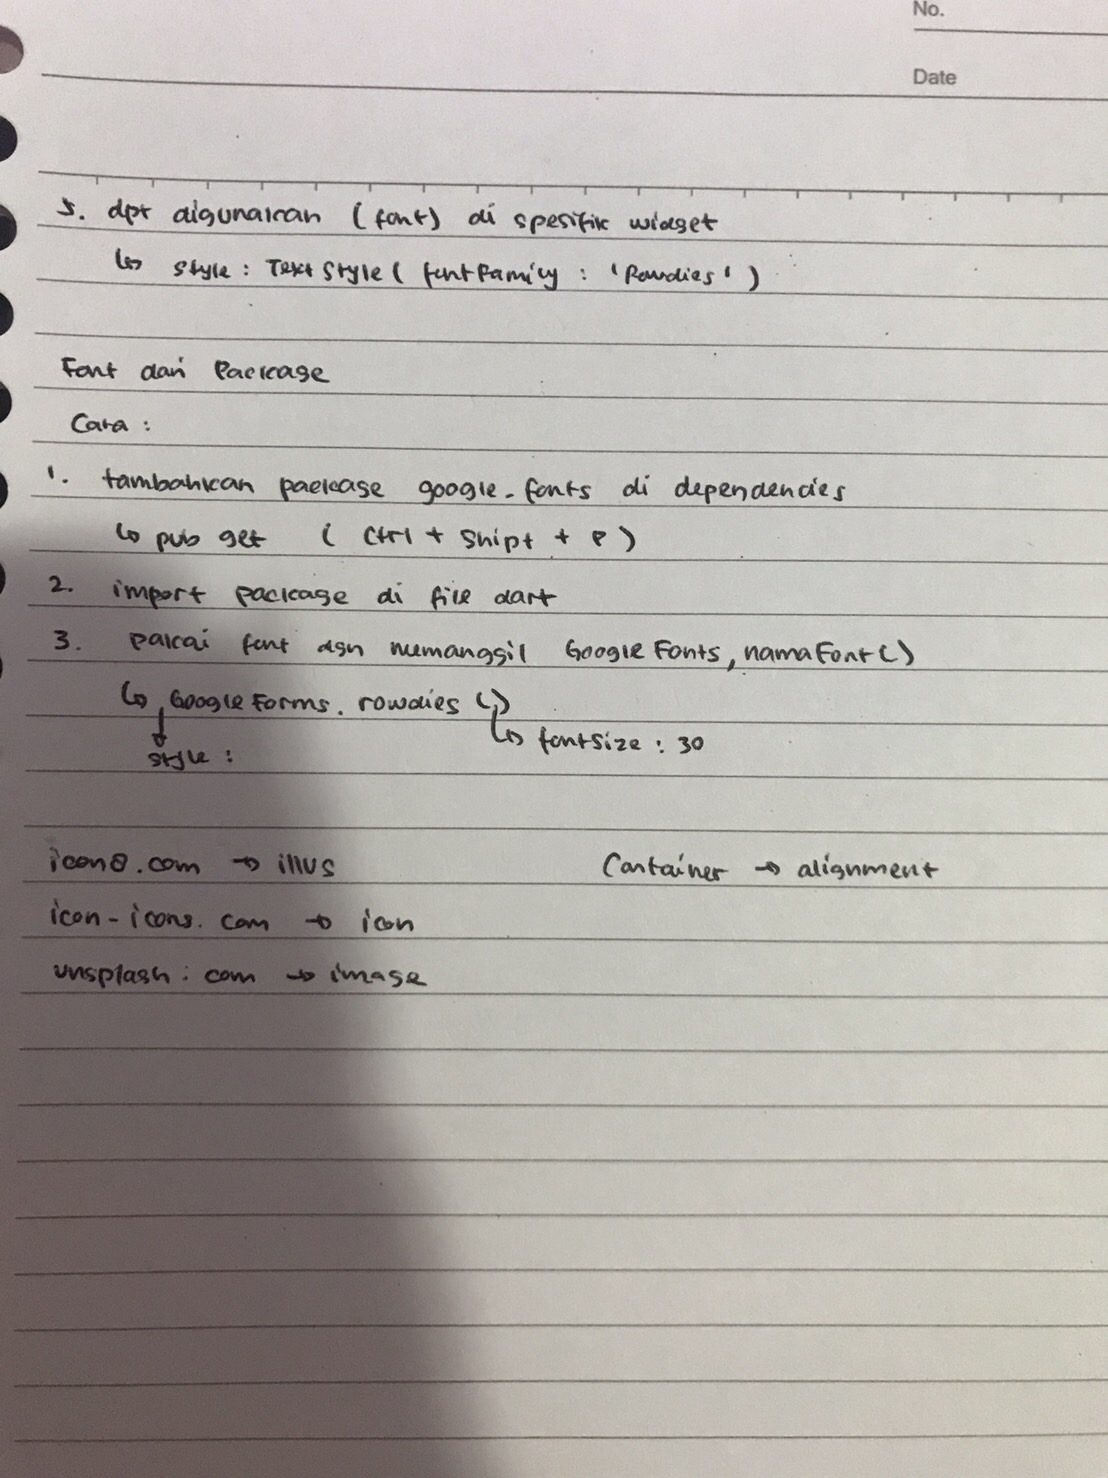 No.
Date
5. dpt digunakan (font) di spesifik widget
↳ style : TextStyle ( fontFamily : 'Rowdies' )
Font dari Package
Cara :
1. tambahkan package google_fonts di dependencies
↳ pub get ( Ctrl + Shipt + P )
2. import package di file dart
3. pakai font dgn memanggil GoogleFonts, namaFont()
↳ GoogleForms. rowdies ()
↳ fontSize : 30
style :
icon8.com → illus
Container → alignment
icon-icons.com → icon
unsplash.com → image